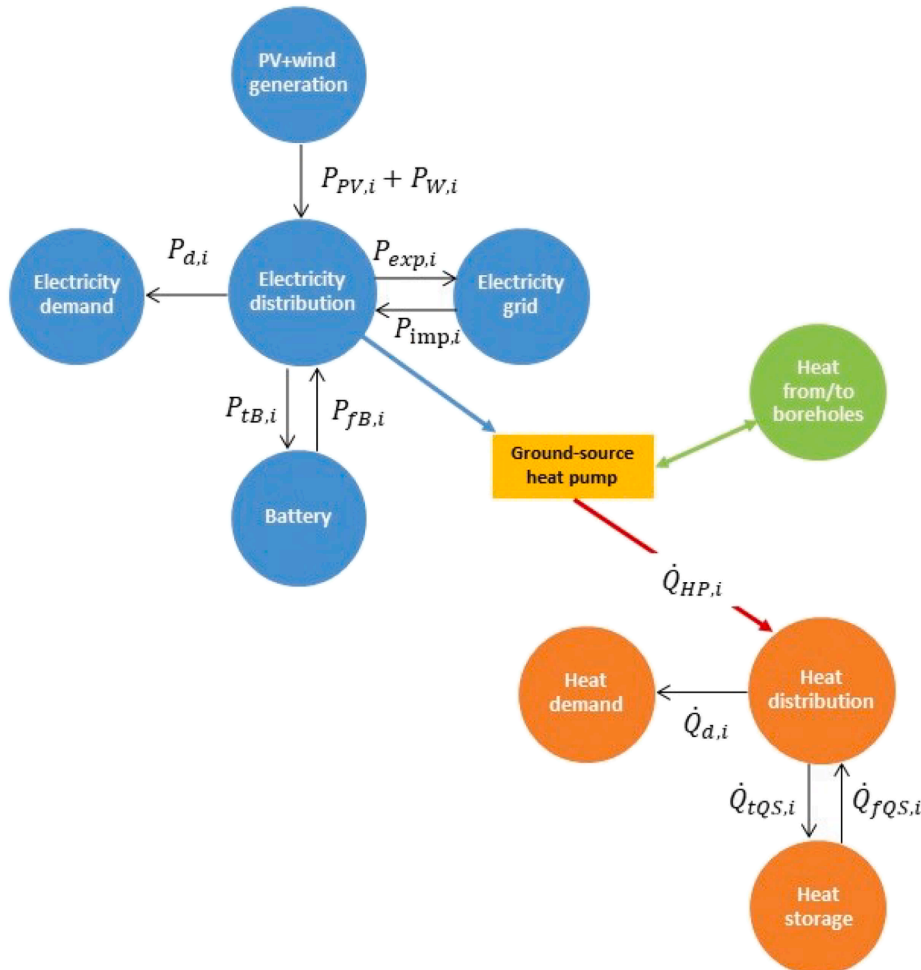 PV+wind
generation
P_{PV,i} + P_{W,i}
P_{d,i}
P_{exp,i}
Electricity
demand
Electricity
distribution
Electricity
grid
P_{imp,i}
P_{tB,i}
P_{fB,i}
Heat
from/to
boreholes
Ground-source
heat pump
Battery
Q̇_{HP,i}
Heat
demand
Heat
distribution
Q̇_{d,i}
Q̇_{tQS,i}
Q̇_{fQS,i}
Heat
storage